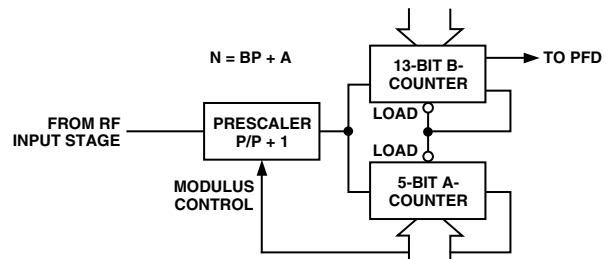 N = BP + A
13-BIT B-
COUNTER
TO PFD
LOAD
FROM RF
INPUT STAGE
PRESCALER
P/P + 1
LOAD
MODULUS
CONTROL
5-BIT A-
COUNTER